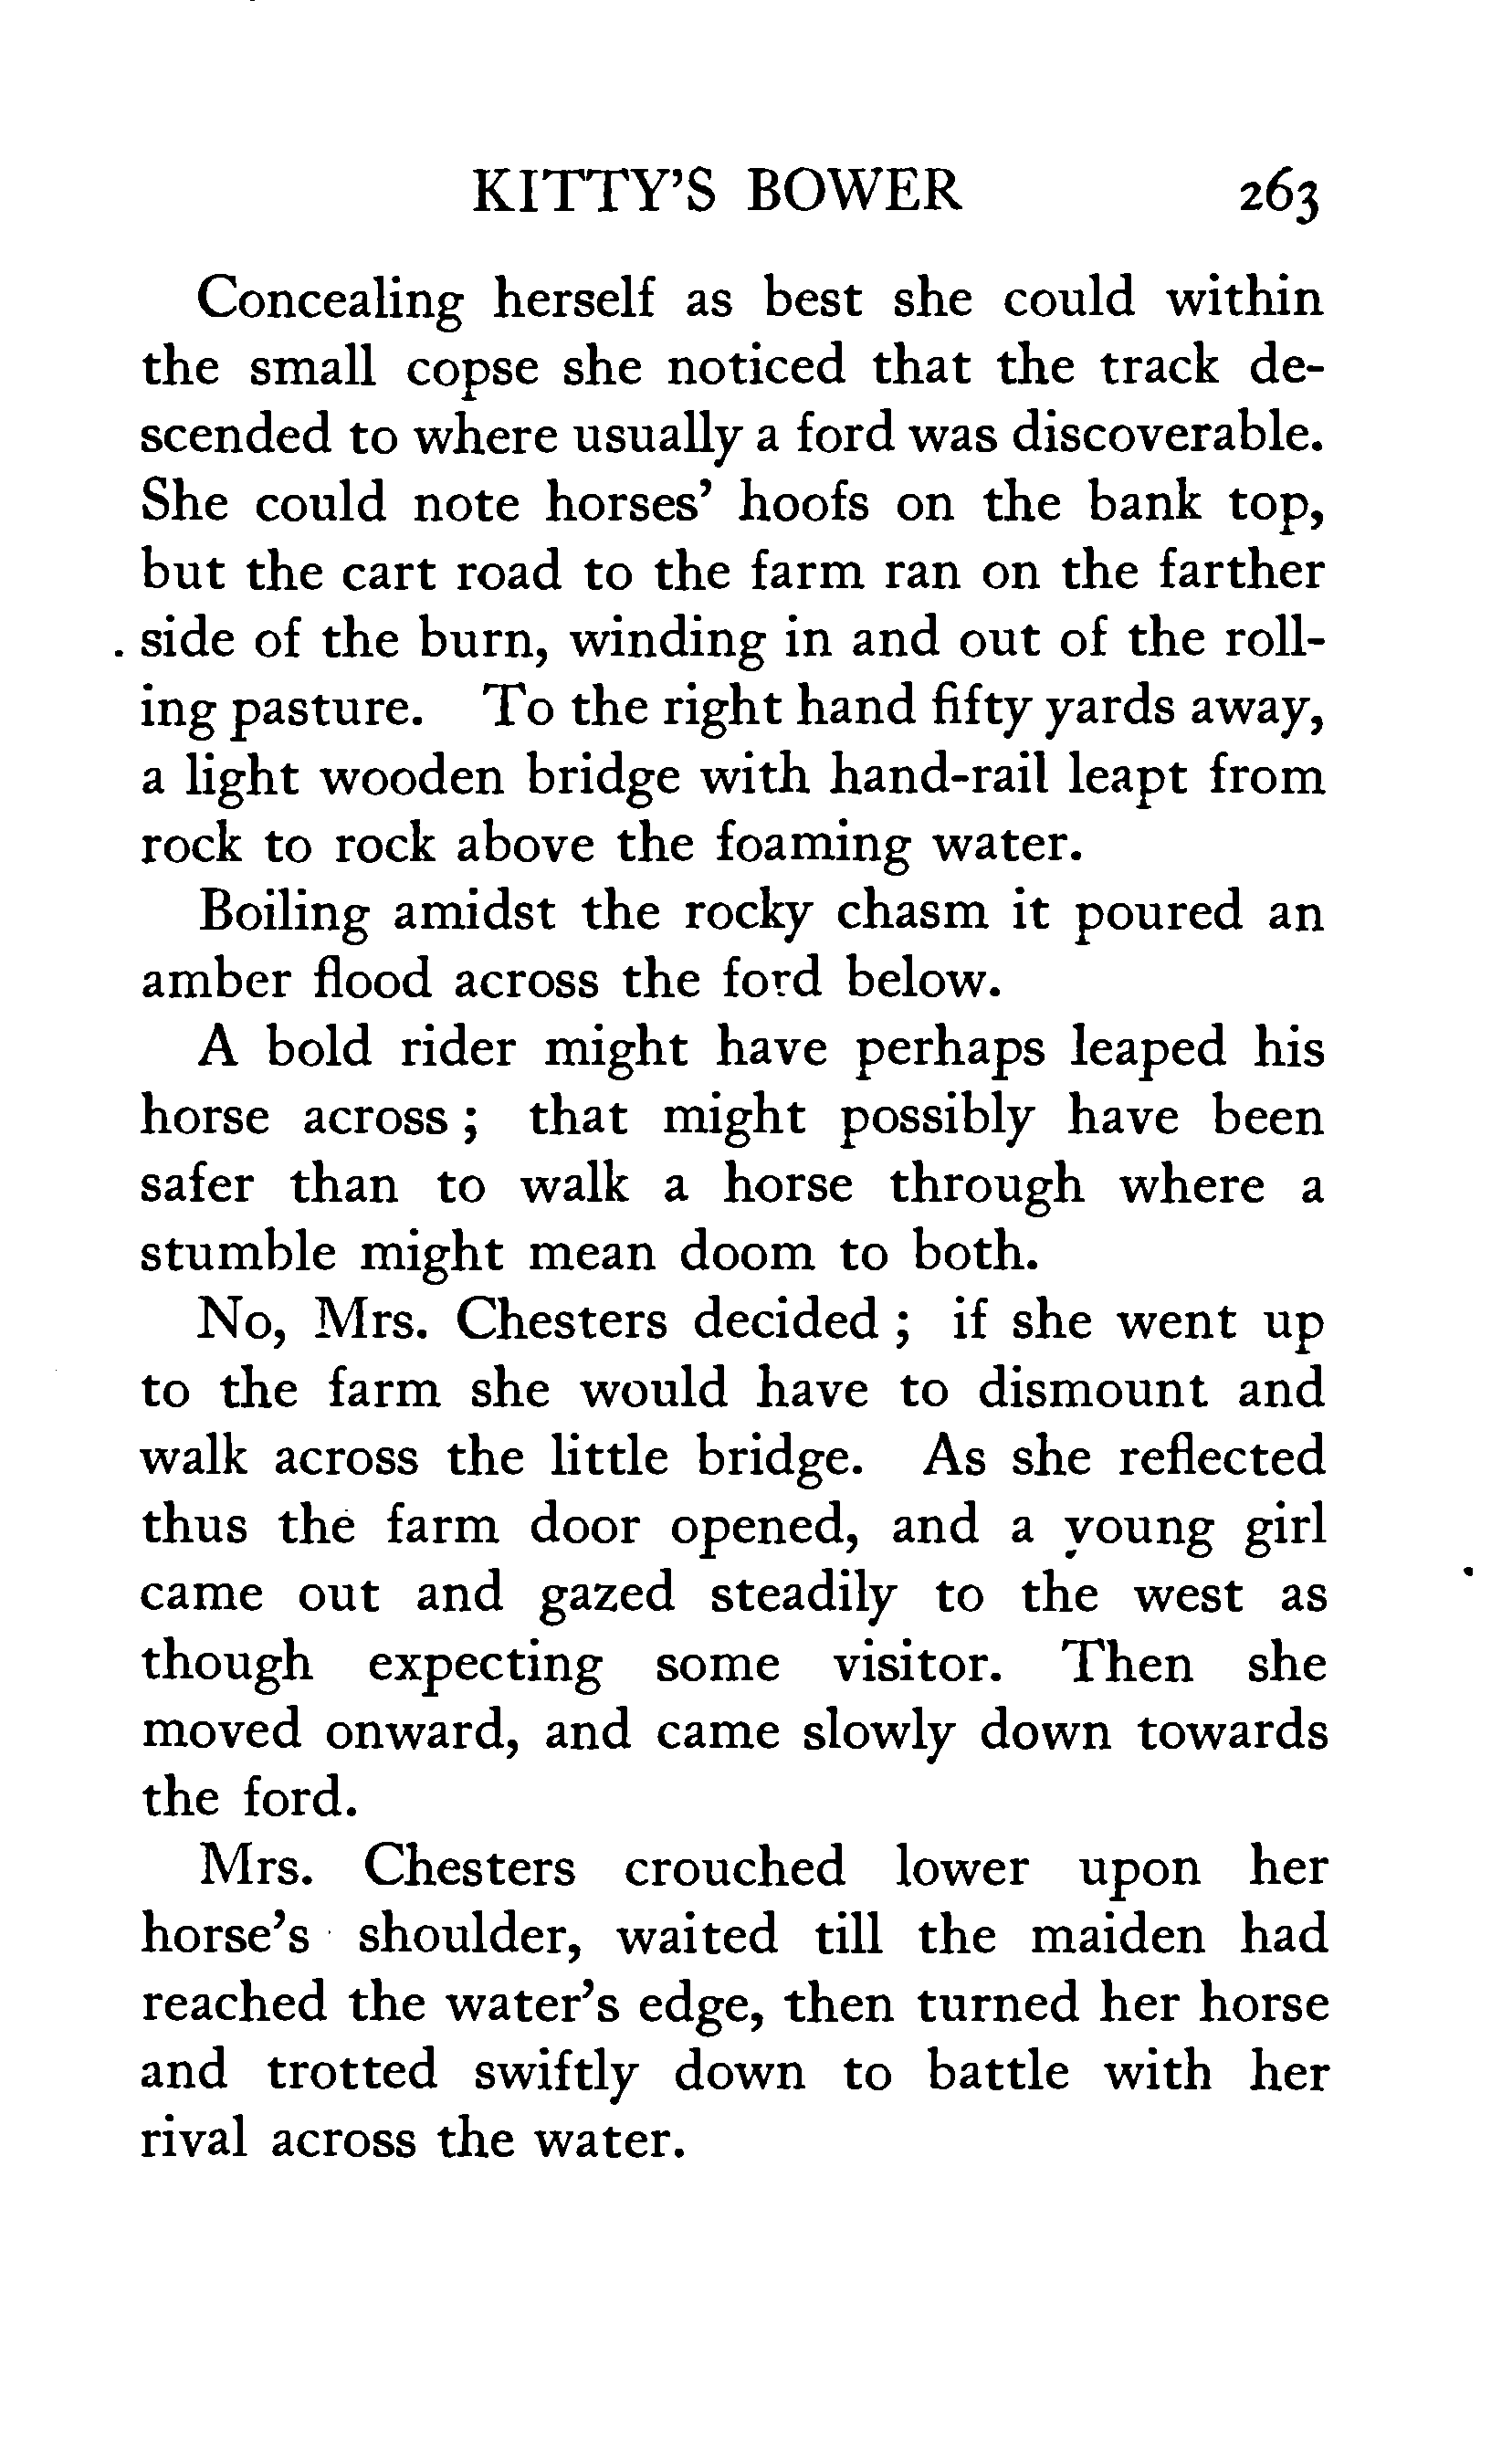 KITTY'S BOWER 263
Concealing herself as best she could within
the small copse she noticed that the track de-
scended to where usually a ford was discoverable.
She could note horses' hoofs on the bank top,
but the cart road to the farm ran on the farther
side of the burn, winding in and out of the roll-
ing pasture. To the right hand fifty yards away,
a light wooden bridge with hand-rail leapt from
rock to rock above the foaming water.
Boiling amidst the rocky chasm it poured an
amber flood across the ford below.
A bold rider might have perhaps leaped his
horse across ; that might possibly have been
safer than to walk a horse through where a
stumble might mean doom to both.
No, Mrs. Chesters decided ; if she went up
to the farm she would have to dismount and
walk across the little bridge. As she reflected
thus the farm door opened, and a young girl
came out and gazed steadily to the west as
though expecting some visitor. Then she
moved onward, and came slowly down towards
the ford.
Mrs. Chesters crouched lower upon her
horse's shoulder, waited till the maiden had
reached the water's edge, then turned her horse
and trotted swiftly down to battle with her
rival across the water.